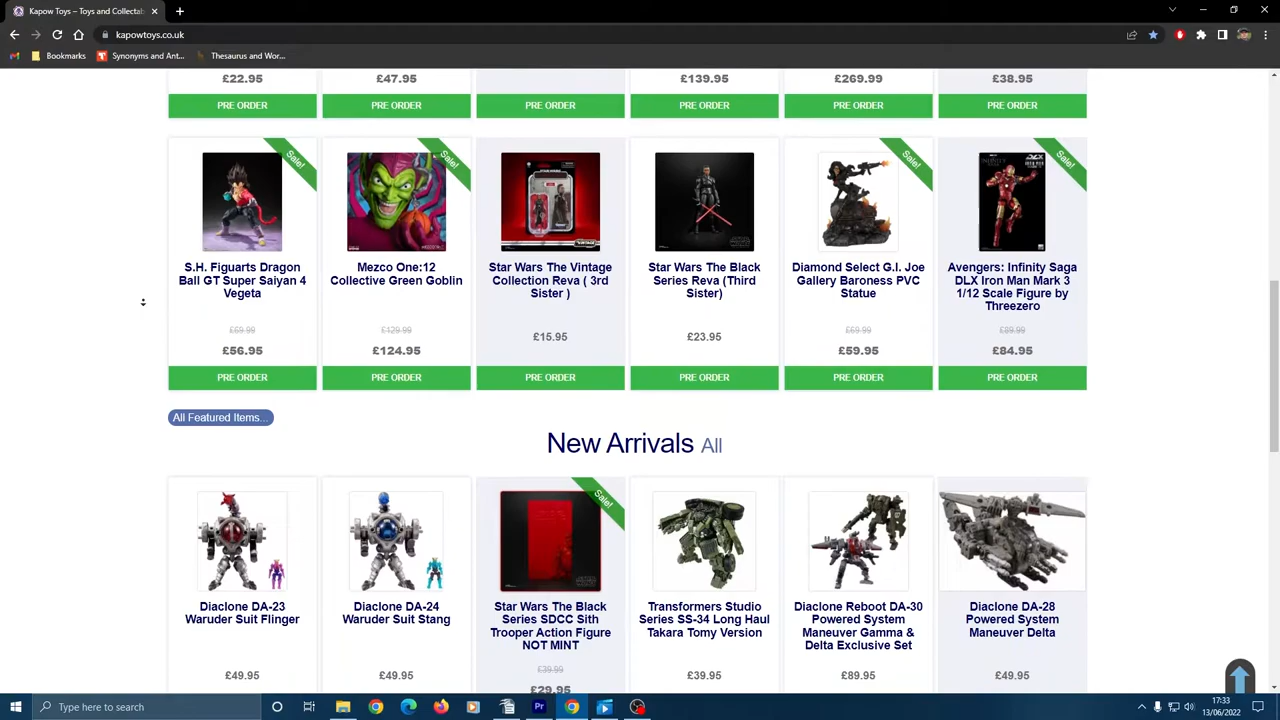 Kapow Toys – Toys and Collectab
kapowtoys.co.uk
Bookmarks
Synonyms and Ant...
Thesaurus and Wor...
£22.95
£47.95
£139.95
£269.99
£38.95
PRE ORDER
PRE ORDER
PRE ORDER
PRE ORDER
PRE ORDER
PRE ORDER
Sale!
Sale!
Sale!
Sale!
STAR WARS
VINTAGE
S.H. Figuarts Dragon
Ball GT Super Saiyan 4
Vegeta
£69.99
£56.95
PRE ORDER
Mezco One:12
Collective Green Goblin
£129.99
£124.95
PRE ORDER
Star Wars The Vintage
Collection Reva ( 3rd
Sister )
£15.95
PRE ORDER
Star Wars The Black
Series Reva (Third
Sister)
£23.95
PRE ORDER
Diamond Select G.I. Joe
Gallery Baroness PVC
Statue
£69.99
£59.95
PRE ORDER
Avengers: Infinity Saga
DLX Iron Man Mark 3
1/12 Scale Figure by
Threezero
£89.99
£84.95
PRE ORDER
All Featured Items...
New Arrivals All
Sale!
Diaclone DA-23
Waruder Suit Flinger
£49.95
Diaclone DA-24
Waruder Suit Stang
£49.95
Star Wars The Black
Series SDCC Sith
Trooper Action Figure
NOT MINT
£39.99
£29.95
Transformers Studio
Series SS-34 Long Haul
Takara Tomy Version
£39.95
Diaclone Reboot DA-30
Powered System
Maneuver Gamma &
Delta Exclusive Set
£89.95
Diaclone DA-28
Powered System
Maneuver Delta
£49.95
Type here to search
17:33
13/06/2022